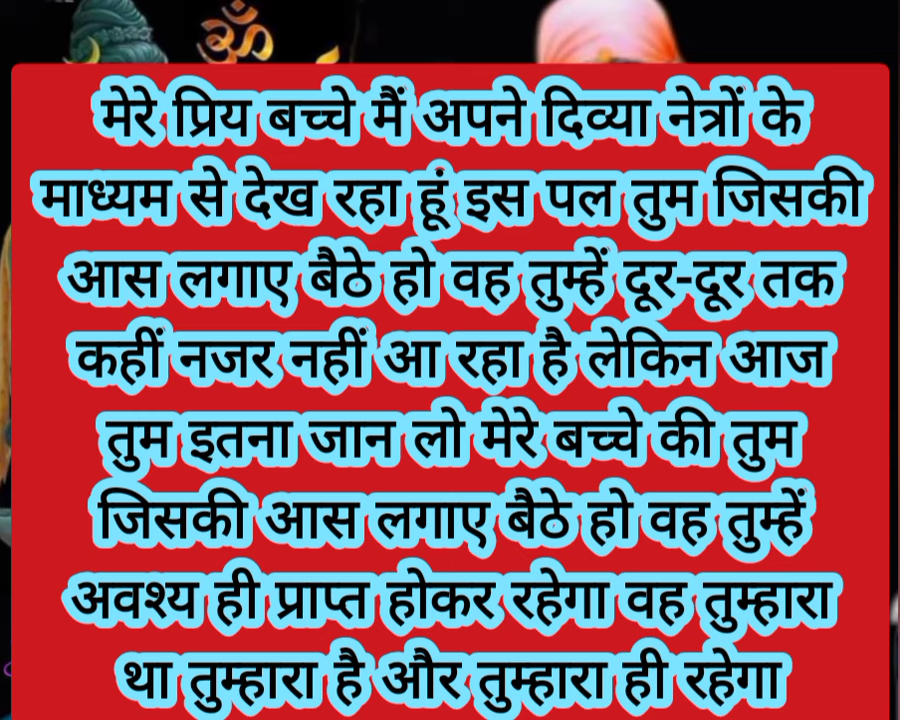 ॐ
मेरे प्रिय बच्चे मैं अपने दिव्या नेत्रों के
माध्यम से देख रहा हूं इस पल तुम जिसकी
आस लगाए बैठे हो वह तुम्हें दूर-दूर तक
कहीं नजर नहीं आ रहा है लेकिन आज
तुम इतना जान लो मेरे बच्चे की तुम
जिसकी आस लगाए बैठे हो वह तुम्हें
अवश्य ही प्राप्त होकर रहेगा वह तुम्हारा
था तुम्हारा है और तुम्हारा ही रहेगा